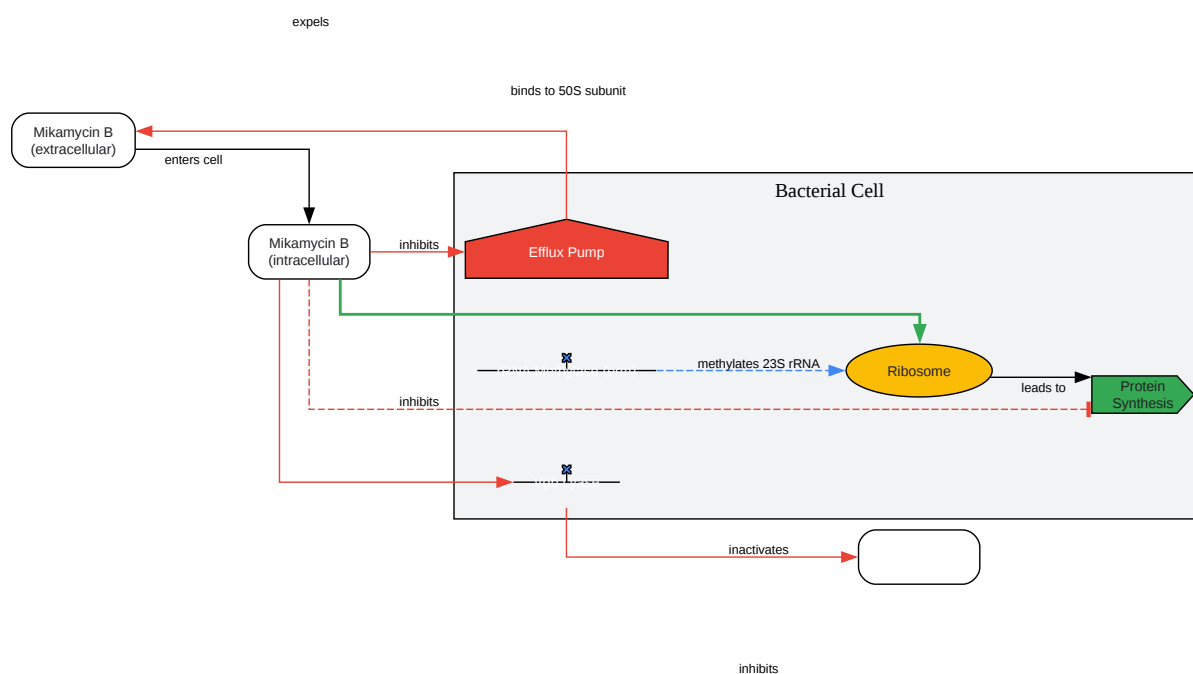 expels
binds to 50S subunit
Mikamycin B
(extracellular)
enters cell
Bacterial Cell
Mikamycin B
(intracellular)
inhibits
Efflux Pump
methylates 23S rRNA
Ribosome
leads to
Protein
Synthesis
inhibits
inactivates
inhibits